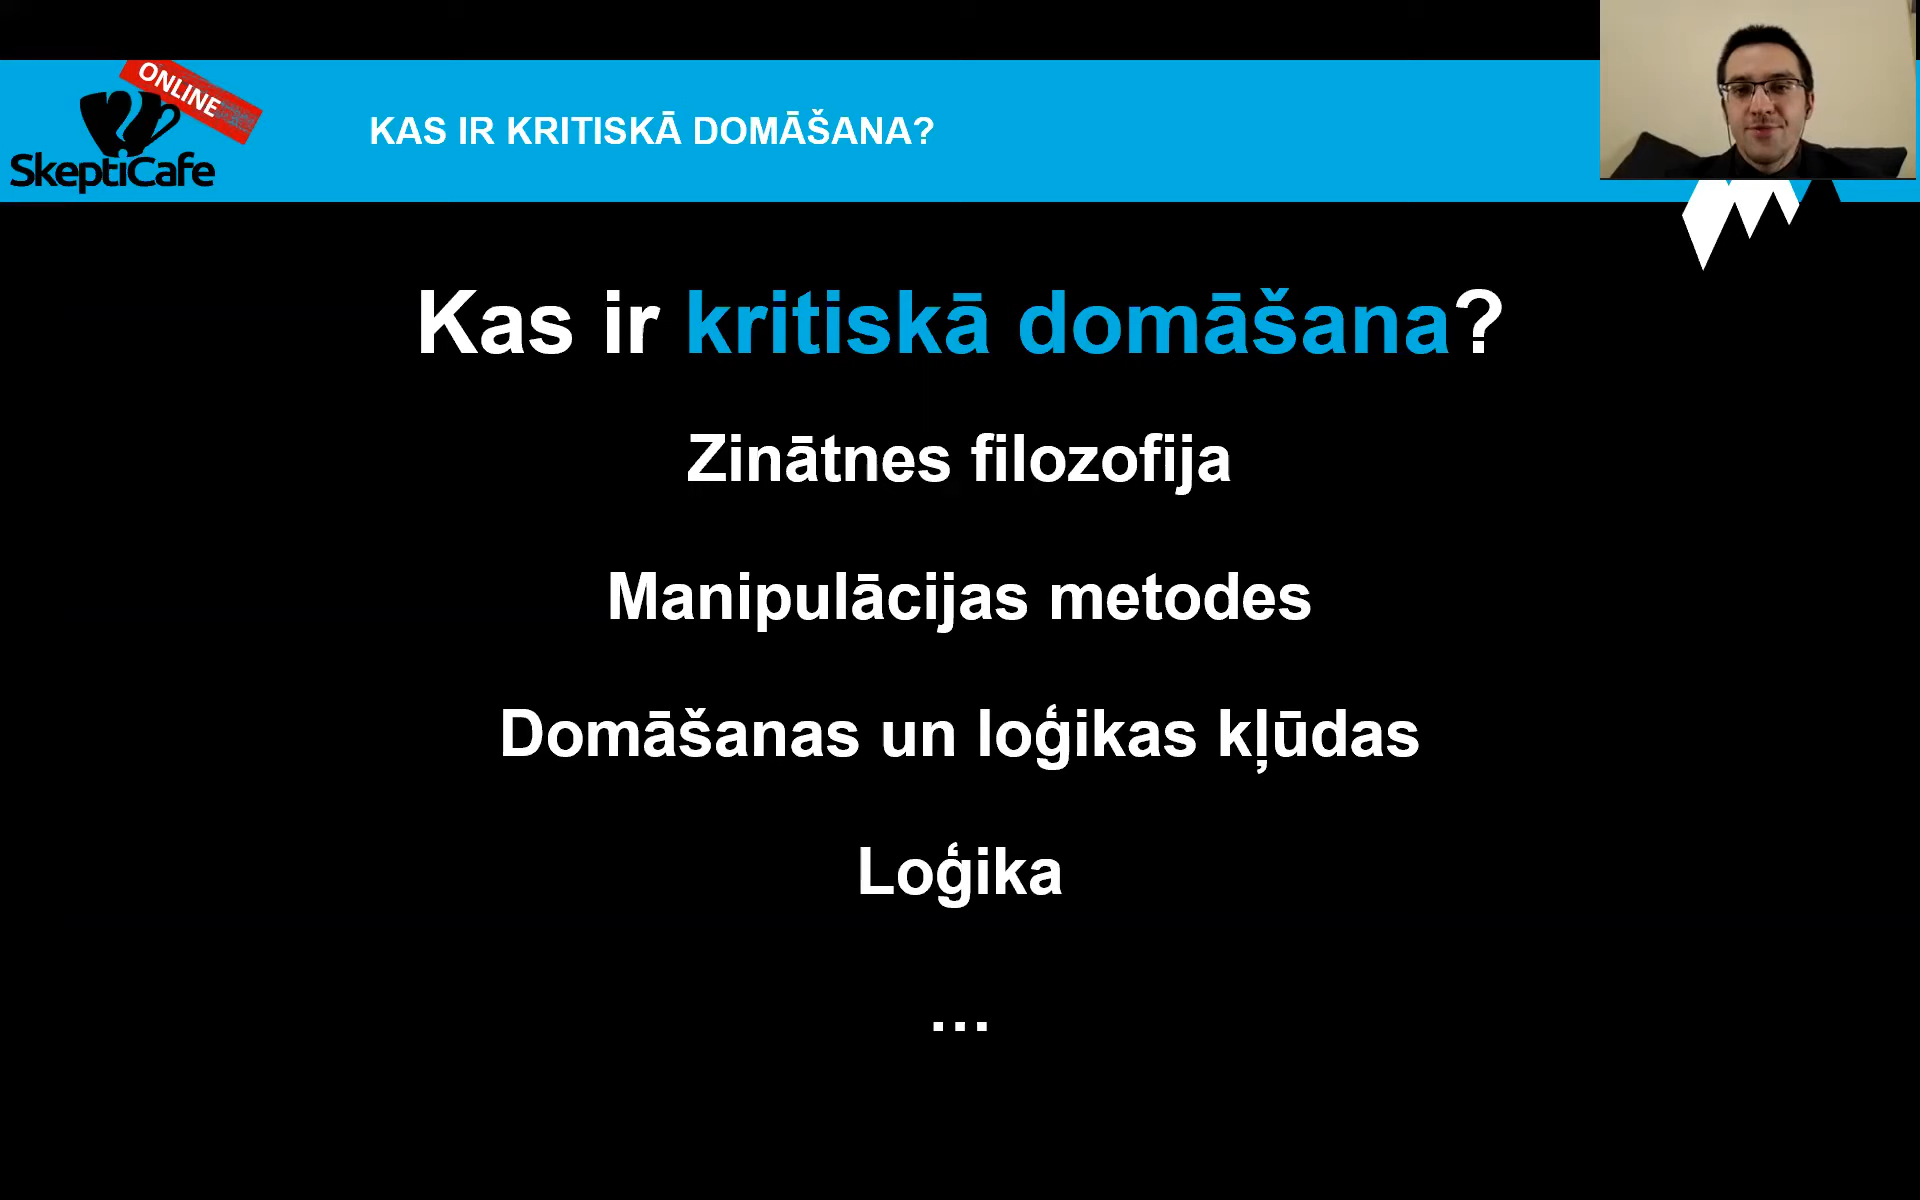 ONLINE
SkeptiCafe
KAS IR KRITISKĀ DOMĀŠANA?
Kas ir kritiskā domāšana?
Zinātnes filozofija
Manipulācijas metodes
Domāšanas un loģikas kļūdas
Loģika
...